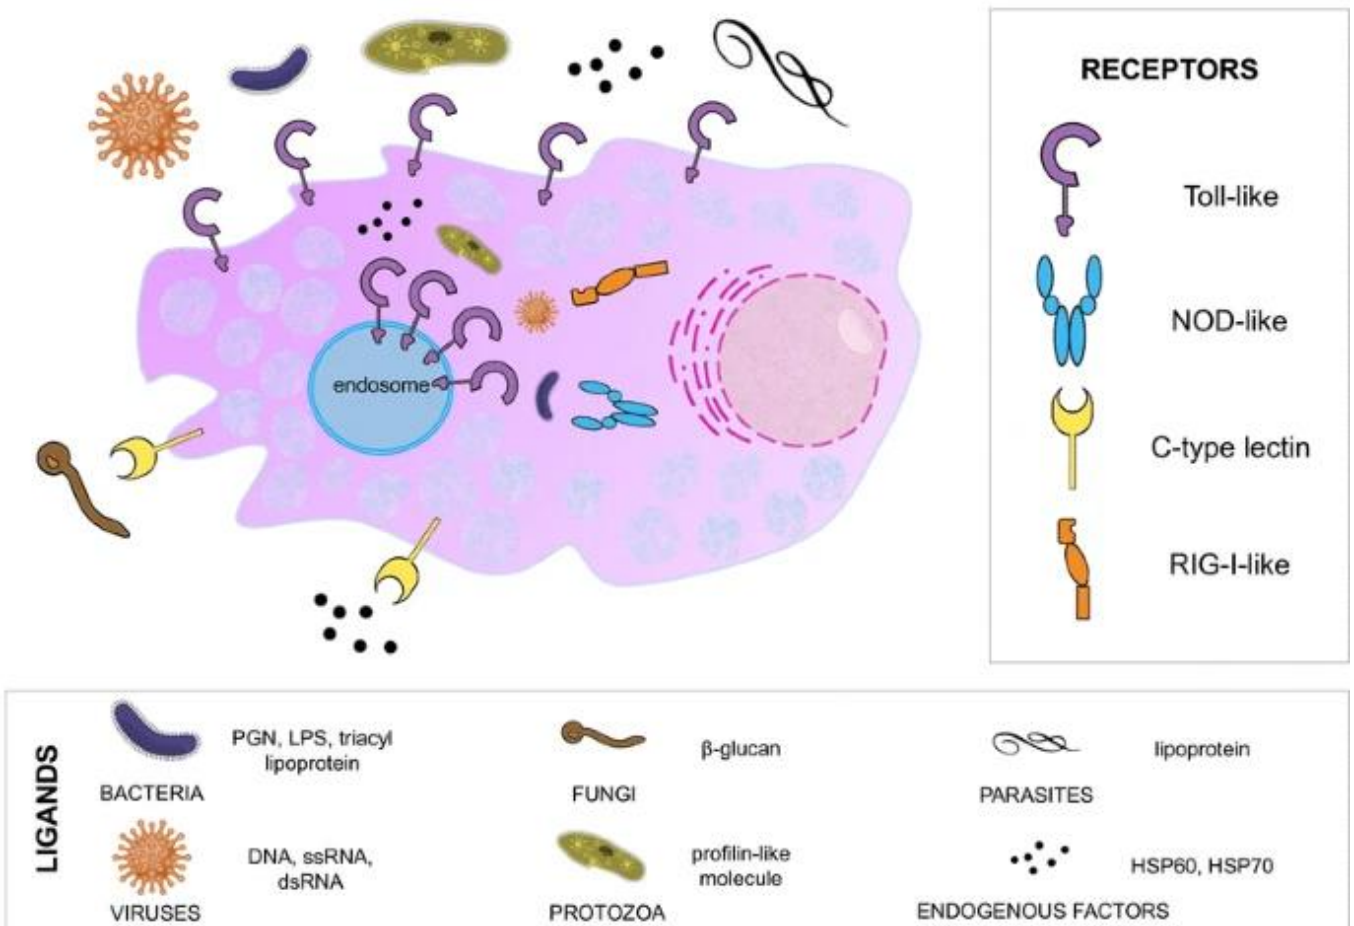 RECEPTORS
Toll-like
NOD-like
C-type lectin
RIG-I-like
endosome
LIGANDS
PGN, LPS, triacyl
lipoprotein
BACTERIA
β-glucan
FUNGI
lipoprotein
PARASITES
DNA, ssRNA,
dsRNA
VIRUSES
profilin-like
molecule
PROTOZOA
HSP60, HSP70
ENDOGENOUS FACTORS